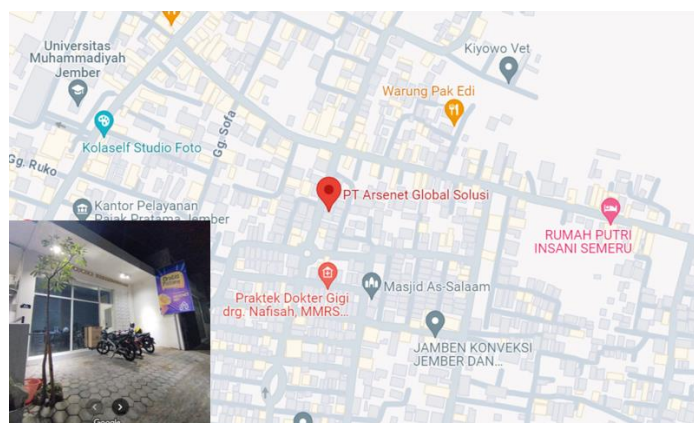 Universitas
Muhammadiyah
Jember
Kiyowo Vet
Warung Pak Edi
Kolaself Studio Foto
Gg. Sofa
Gg. Ruko
PT Arsenet Global Solusi
Kantor Pelayanan
Pajak Pratama Jember
RUMAH PUTRI
INSANI SEMERU
Praktek Dokter Gigi
drg. Nafisah, MMRS...
Masjid As-Salaam
JAMBEN KONVEKSI
JEMBER DAN...
Google